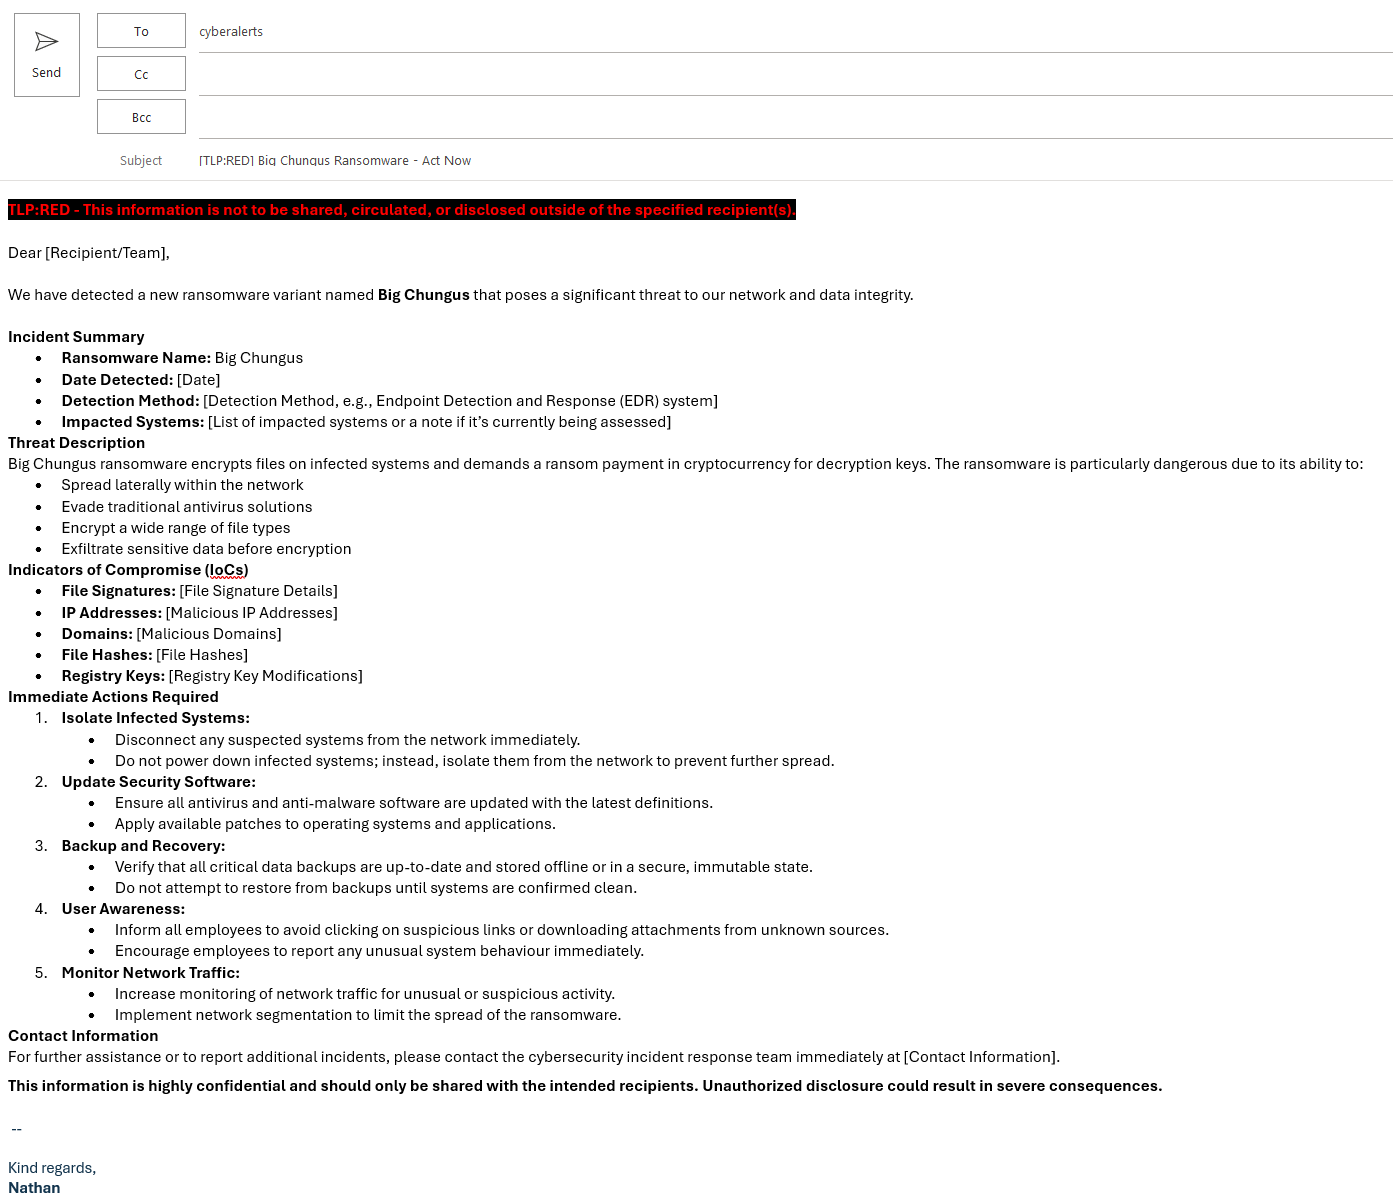 Send
To
cyberalerts
Cc
Bcc
Subject
[TLP:RED] Big Chungus Ransomware - Act Now
TLP:RED - This information is not to be shared, circulated, or disclosed outside of the specified recipient(s).
Dear [Recipient/Team],
We have detected a new ransomware variant named Big Chungus that poses a significant threat to our network and data integrity.
Incident Summary
• Ransomware Name: Big Chungus
• Date Detected: [Date]
• Detection Method: [Detection Method, e.g., Endpoint Detection and Response (EDR) system]
• Impacted Systems: [List of impacted systems or a note if it’s currently being assessed]
Threat Description
Big Chungus ransomware encrypts files on infected systems and demands a ransom payment in cryptocurrency for decryption keys. The ransomware is particularly dangerous due to its ability to:
• Spread laterally within the network
• Evade traditional antivirus solutions
• Encrypt a wide range of file types
• Exfiltrate sensitive data before encryption
Indicators of Compromise (IoCs)
• File Signatures: [File Signature Details]
• IP Addresses: [Malicious IP Addresses]
• Domains: [Malicious Domains]
• File Hashes: [File Hashes]
• Registry Keys: [Registry Key Modifications]
Immediate Actions Required
1. Isolate Infected Systems:
• Disconnect any suspected systems from the network immediately.
• Do not power down infected systems; instead, isolate them from the network to prevent further spread.
2. Update Security Software:
• Ensure all antivirus and anti-malware software are updated with the latest definitions.
• Apply available patches to operating systems and applications.
3. Backup and Recovery:
• Verify that all critical data backups are up-to-date and stored offline or in a secure, immutable state.
• Do not attempt to restore from backups until systems are confirmed clean.
4. User Awareness:
• Inform all employees to avoid clicking on suspicious links or downloading attachments from unknown sources.
• Encourage employees to report any unusual system behaviour immediately.
5. Monitor Network Traffic:
• Increase monitoring of network traffic for unusual or suspicious activity.
• Implement network segmentation to limit the spread of the ransomware.
Contact Information
For further assistance or to report additional incidents, please contact the cybersecurity incident response team immediately at [Contact Information].
This information is highly confidential and should only be shared with the intended recipients. Unauthorized disclosure could result in severe consequences.
--
Kind regards,
Nathan